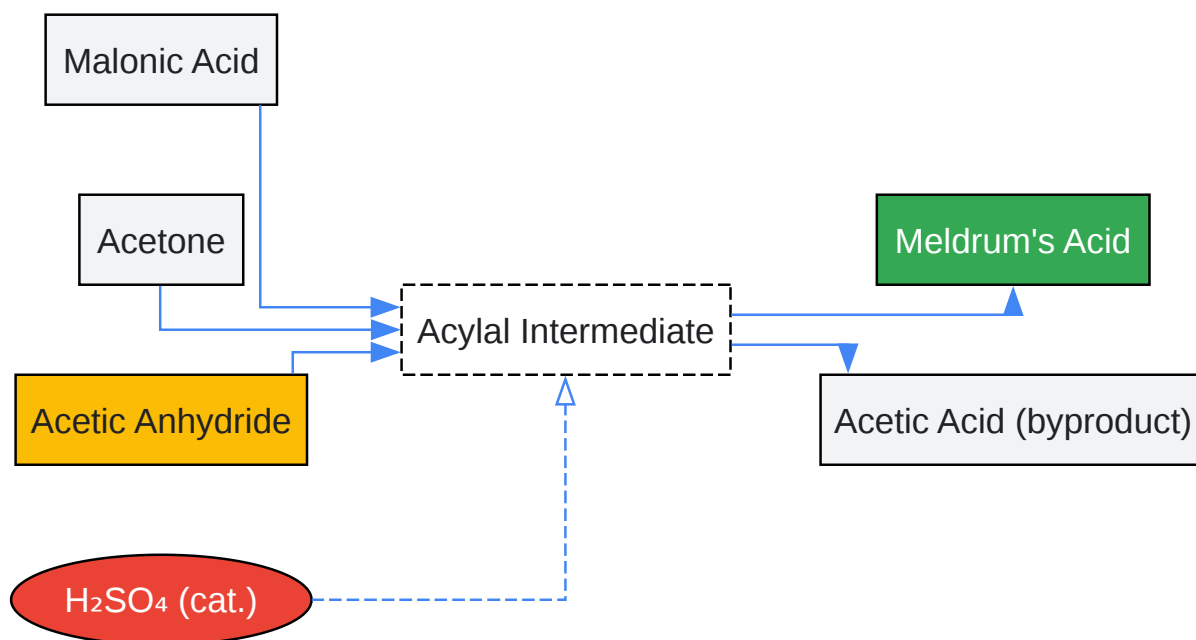 Malonic Acid
Acetone
Meldrum's Acid
Acylal Intermediate
Acetic Anhydride
Acetic Acid (byproduct)
H₂SO₄ (cat.)